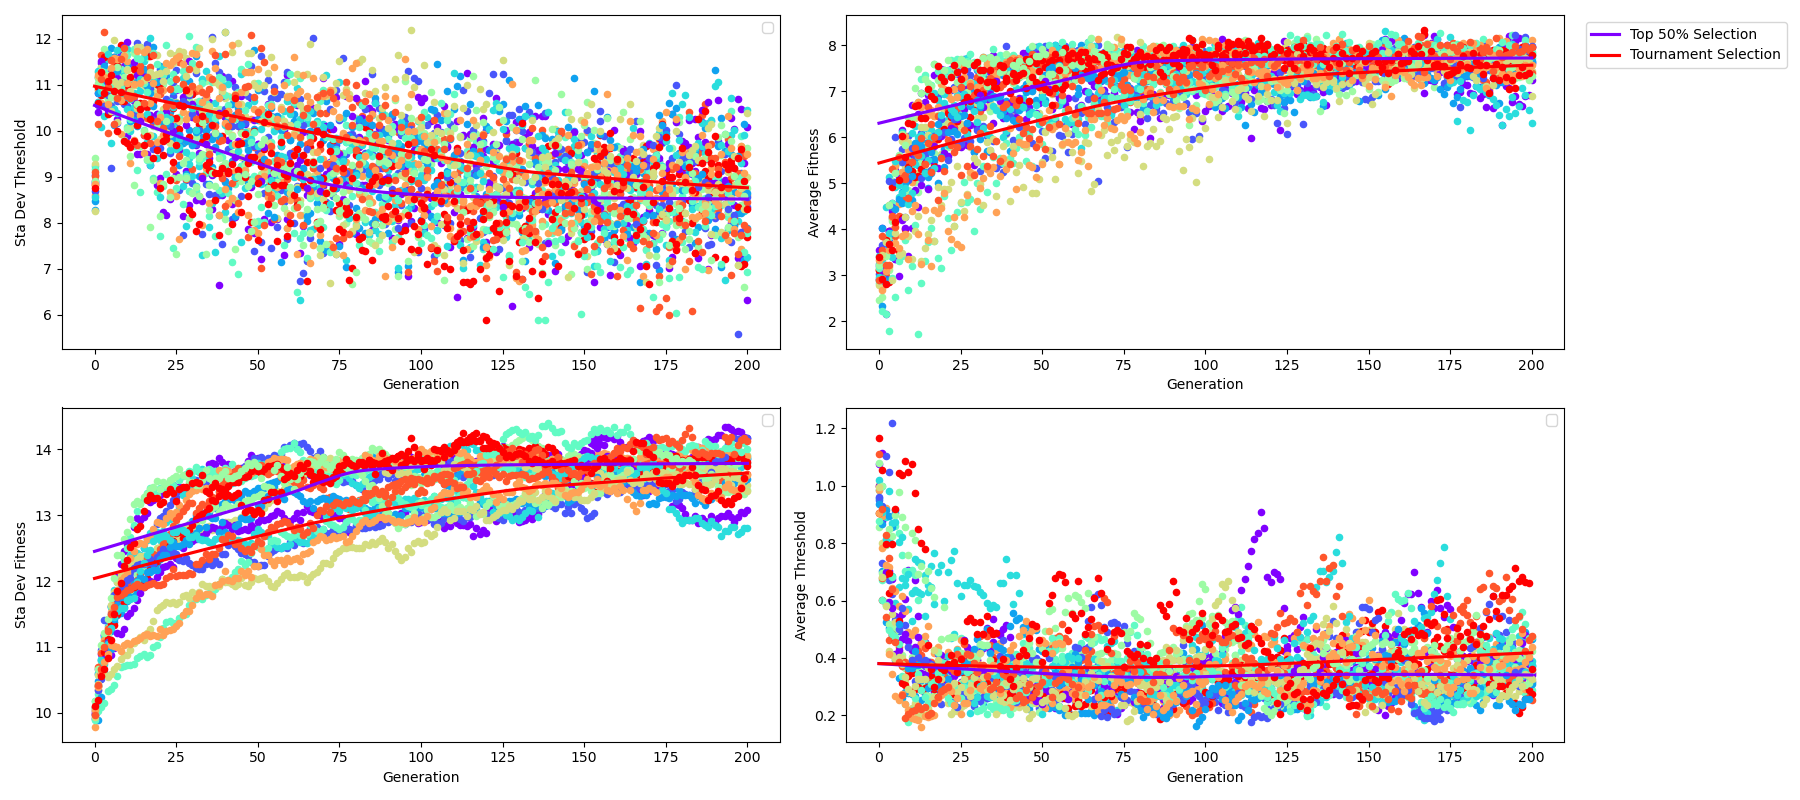 12
11
10
9
8
7
6
Sta Dev Threshold
0 25 50 75 100 125 150 175 200
Generation
8
7
6
5
4
3
2
Average Fitness
0 25 50 75 100 125 150 175 200
Generation
Top 50% Selection
Tournament Selection
14
13
12
11
10
Sta Dev Fitness
0 25 50 75 100 125 150 175 200
Generation
1.2
1.0
0.8
0.6
0.4
0.2
Average Threshold
0 25 50 75 100 125 150 175 200
Generation